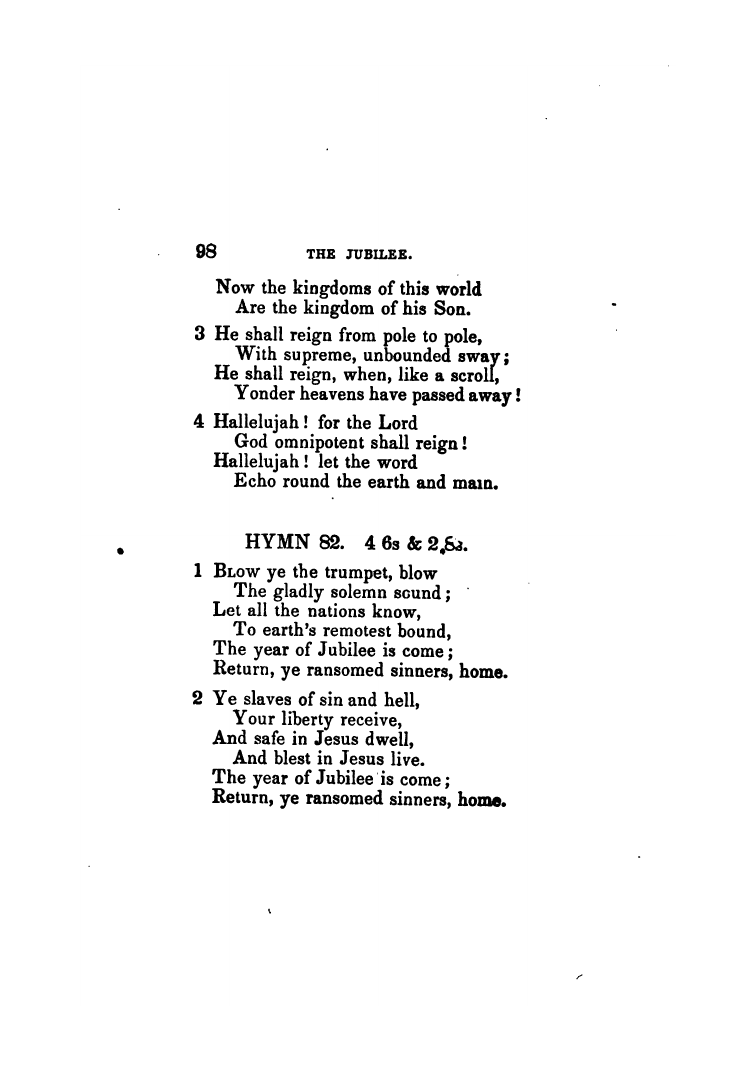 98 THE JUBILEE.
Now the kingdoms of this world
Are the kingdom of his Son.
3 He shall reign from pole to pole,
With supreme, unbounded sway;
He shall reign, when, like a scroll,
Yonder heavens have passed away!
4 Hallelujah! for the Lord
God omnipotent shall reign!
Hallelujah! let the word
Echo round the earth and main.
HYMN 82. 4 6s & 2 8s.
1 BLOW ye the trumpet, blow
The gladly solemn sound;
Let all the nations know,
To earth's remotest bound,
The year of Jubilee is come;
Return, ye ransomed sinners, home.
2 Ye slaves of sin and hell,
Your liberty receive,
And safe in Jesus dwell,
And blest in Jesus live.
The year of Jubilee is come;
Return, ye ransomed sinners, home.